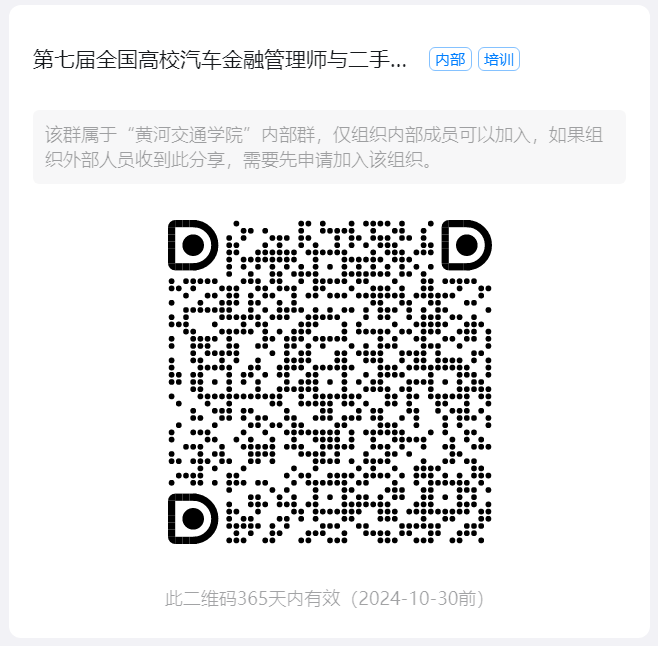 第七届全国高校汽车金融管理师与二手...
内部
培训
该群属于“黄河交通学院”内部群，仅组织内部成员可以加入，如果组
织外部人员收到此分享，需要先申请加入该组织。
此二维码365天内有效（2024-10-30前）